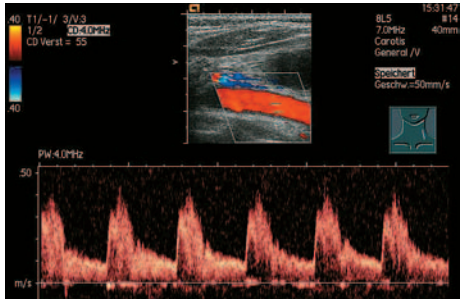 .40
T1/-1/ 3/V:3
1/2 CD:4.0MHz
CD Verst = 55
.40
15:31:47
8L5 #14
7.0MHz 40mm
Carotis
General /V
Speichert
Geschw.=50mm/s
PW:4.0MHz
.50
m/s